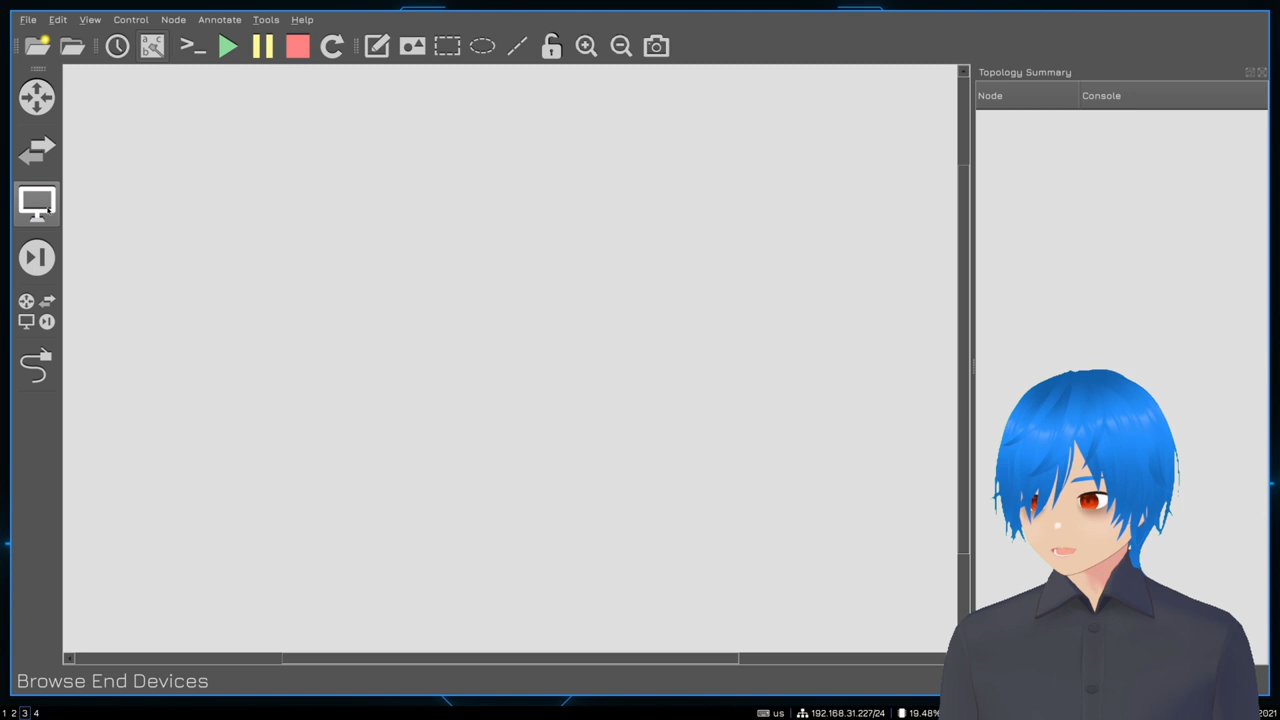 File Edit View Control Node Annotate Tools Help
a c
b
Topology Summary
Node Console
Browse End Devices
1 2 3 4 us 192.168.31.227/24 19.48% 2021